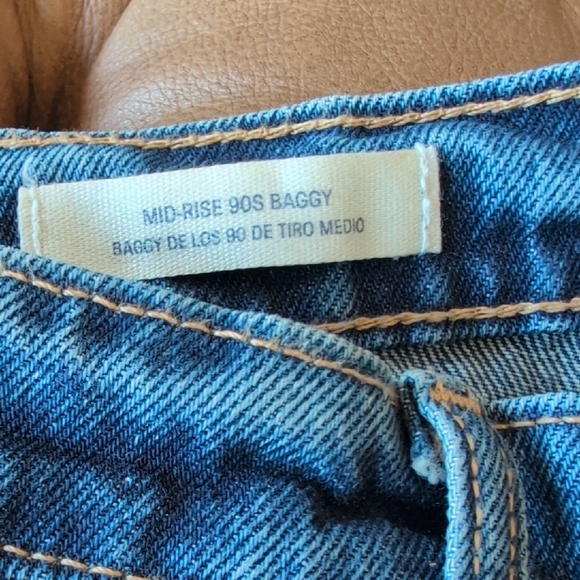 MID-RISE 90S BAGGY
BAGGY DE LOS 90 DE TIRO MEDIO